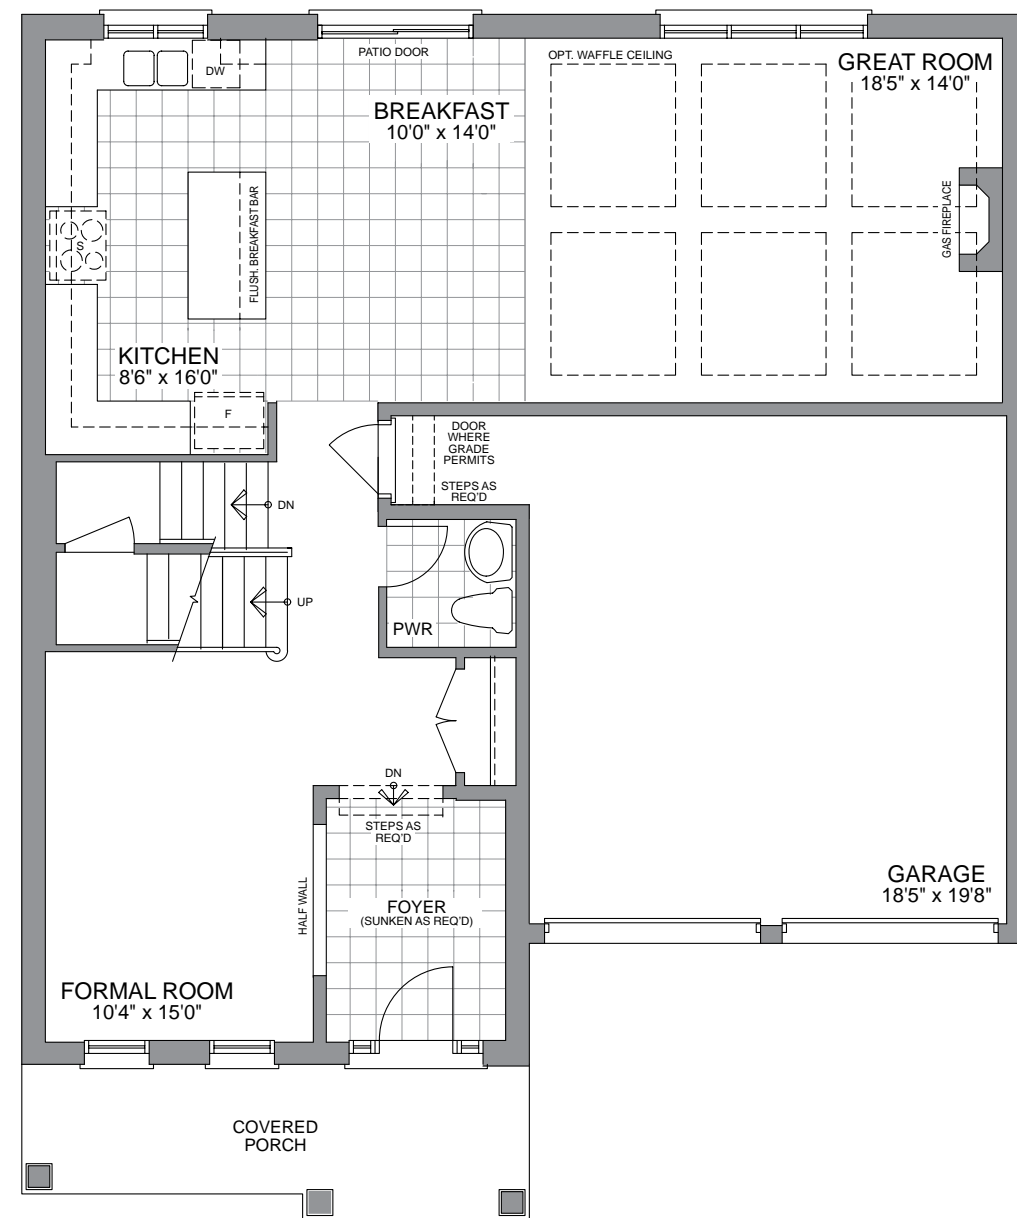 PATIO DOOR
OPT. WAFFLE CEILING
GREAT ROOM
18'5" x 14'0"
DW
BREAKFAST
10'0" x 14'0"
FLUSH. BREAKFAST BAR
GAS FIREPLACE
S
KITCHEN
8'6" x 16'0"
F
DOOR
WHERE
GRADE
PERMITS
STEPS AS
REQ'D
DN
UP
PWR
DN
STEPS AS
REQ'D
HALF WALL
FOYER
(SUNKEN AS REQ'D)
GARAGE
18'5" x 19'8"
FORMAL ROOM
10'4" x 15'0"
COVERED
PORCH